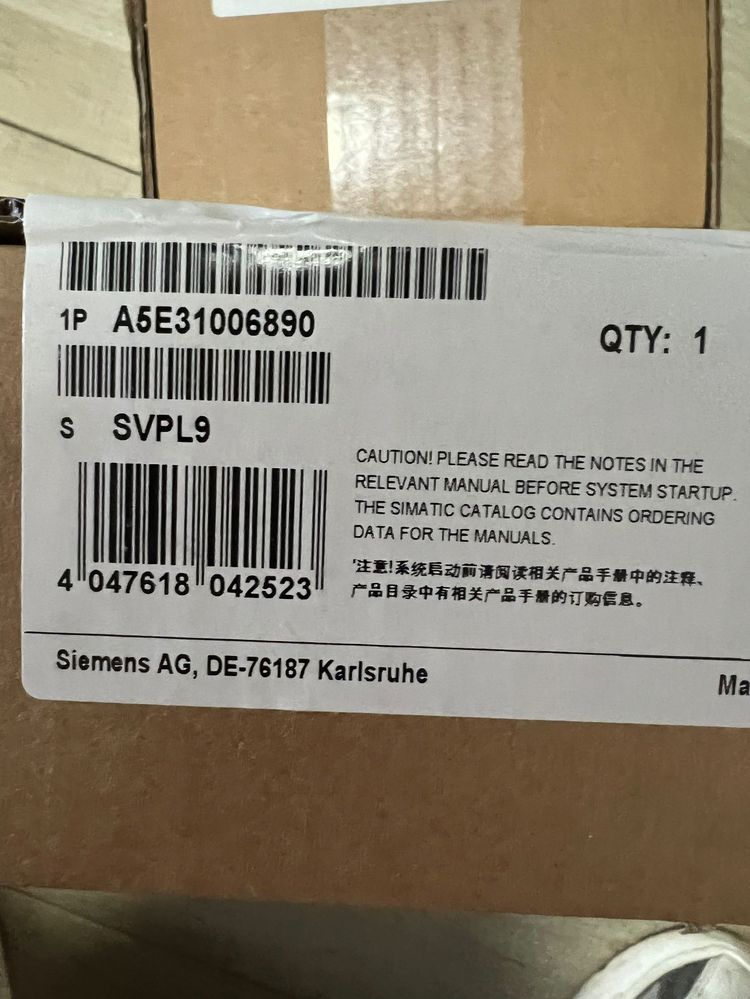 1P A5E31006890
QTY: 1
S SVPL9
CAUTION! PLEASE READ THE NOTES IN THE
RELEVANT MANUAL BEFORE SYSTEM STARTUP.
THE SIMATIC CATALOG CONTAINS ORDERING
DATA FOR THE MANUALS.
'注意!系统启动前请阅读相关产品手册中的注释、
产品目录中有相关产品手册的订购信息。
4 047618 042523
Siemens AG, DE-76187 Karlsruhe
Ma